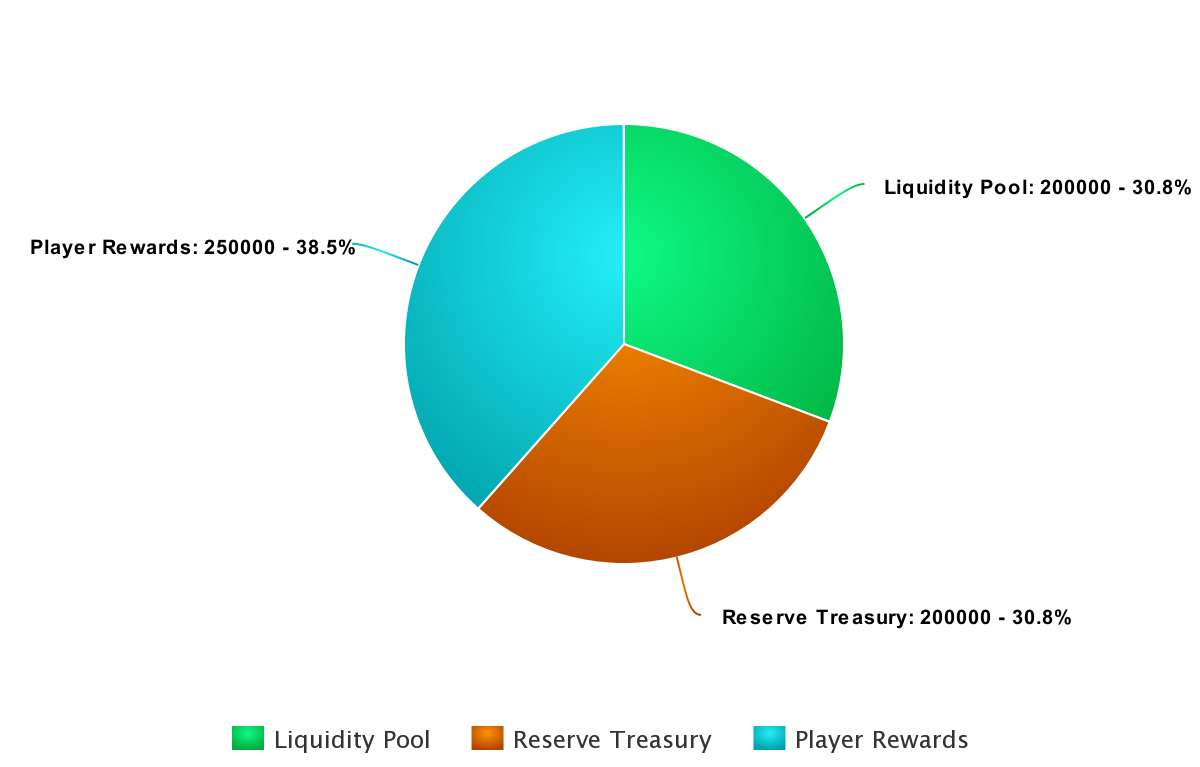 Liquidity Pool: 200000 - 30.8%
Player Rewards: 250000 - 38.5%
Reserve Treasury: 200000 - 30.8%
Liquidity Pool Reserve Treasury Player Rewards